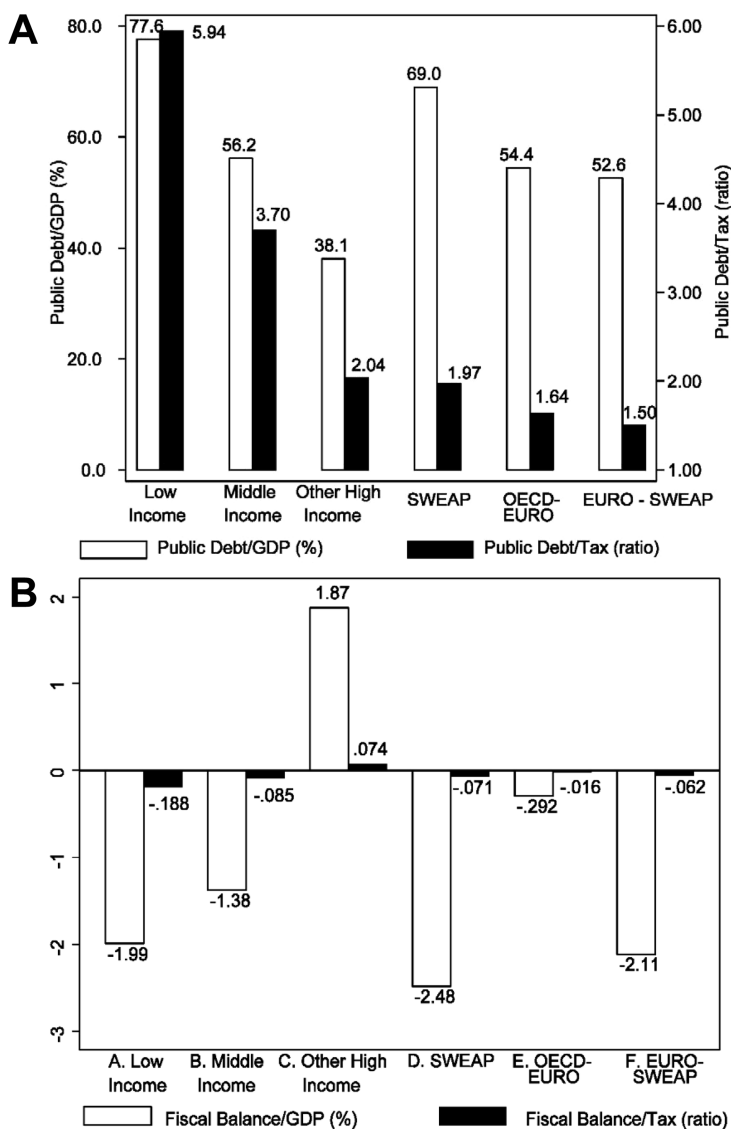 A
80.0
77.6
5.94
69.0
6.00
5.00
60.0
56.2
54.4
52.6
3.70
4.00
40.0
38.1
3.00
20.0
2.04
1.97
1.64
1.50
2.00
0.0
1.00
Public Debt/GDP (%)
Public Debt/Tax (ratio)
Low
Income
Middle
Income
Other High
Income
SWEAP
OECD-
EURO
EURO - SWEAP
Public Debt/GDP (%)
Public Debt/Tax (ratio)
B
2
1.87
1
.074
0
-.188
-.085
-.071
-.292
-.016
-.062
-1
-1.38
-2
-1.99
-2.48
-2.11
-3
A. Low
Income
B. Middle
Income
C. Other High
Income
D. SWEAP
E. OECD-
EURO
F. EURO-
SWEAP
Fiscal Balance/GDP (%)
Fiscal Balance/Tax (ratio)